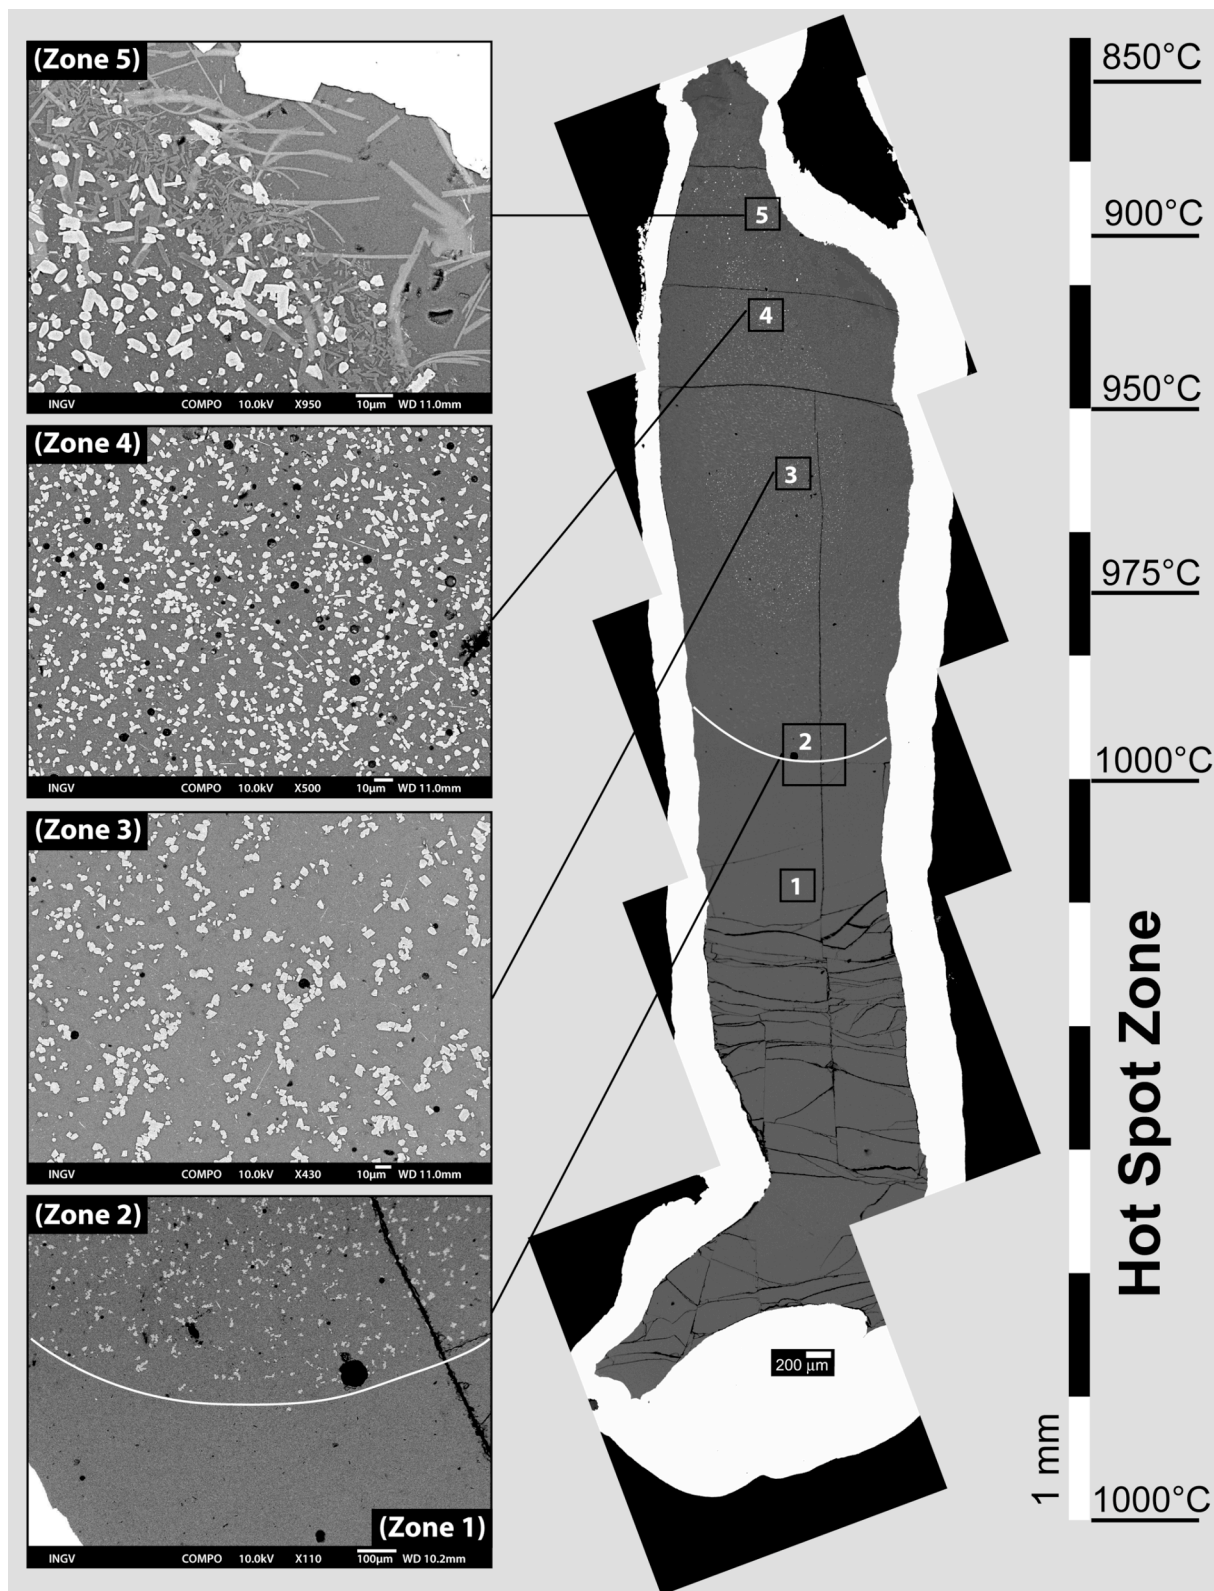 (Zone 5)
INGV COMPO 10.0kV X950 10µm WD 11.0mm
(Zone 4)
INGV COMPO 10.0kV X500 10µm WD 11.0mm
(Zone 3)
INGV COMPO 10.0kV X430 10µm WD 11.0mm
(Zone 2)
(Zone 1)
INGV COMPO 10.0kV X110 100µm WD 10.2mm
5
4
3
2
1
200 µm
850°C
900°C
950°C
975°C
1000°C
Hot Spot Zone
1 mm
1000°C